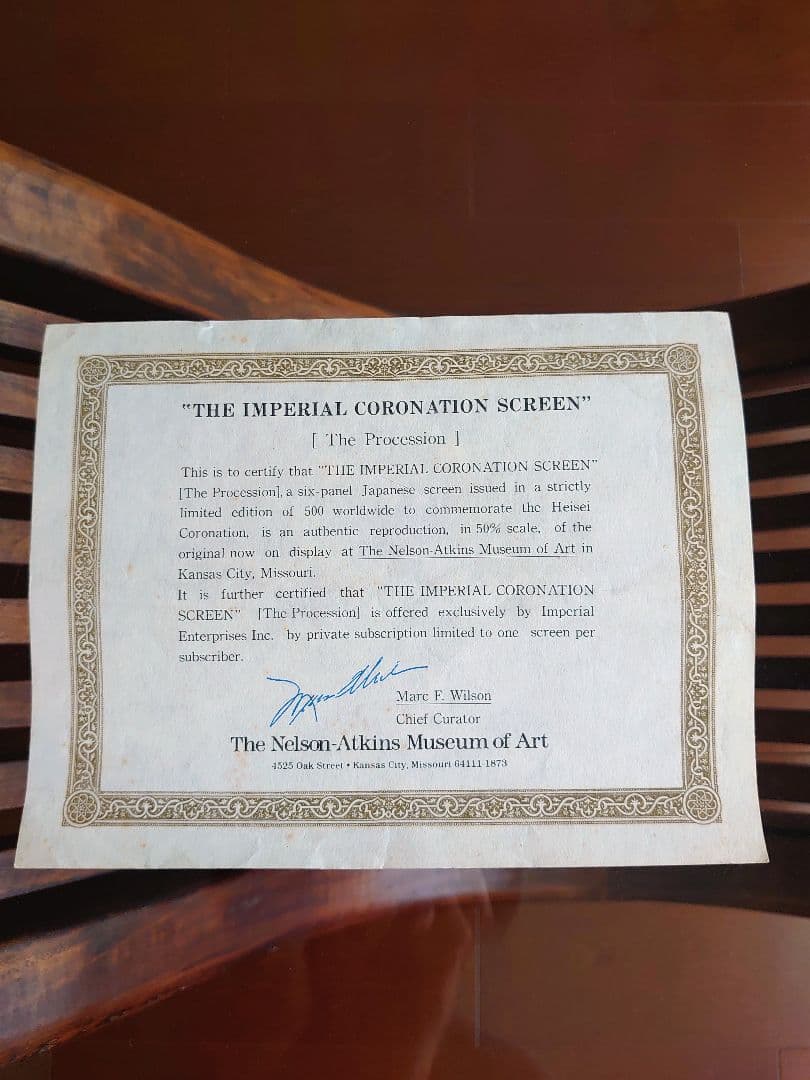 "THE IMPERIAL CORONATION SCREEN"
[ The Procession ]
This is to certify that "THE IMPERIAL CORONATION SCREEN"
[The Procession], a six-panel Japanese screen issued in a strictly
limited edition of 500 worldwide to commemorate the Heisei
Coronation, is an authentic reproduction, in 50% scale, of the
original now on display at The Nelson-Atkins Museum of Art in
Kansas City, Missouri.
It is further certified that "THE IMPERIAL CORONATION
SCREEN" [The Procession] is offered exclusively by Imperial
Enterprises Inc. by private subscription limited to one screen per
subscriber.
Marc F. Wilson
Chief Curator
The Nelson-Atkins Museum of Art
4525 Oak Street • Kansas City, Missouri 64111-1873